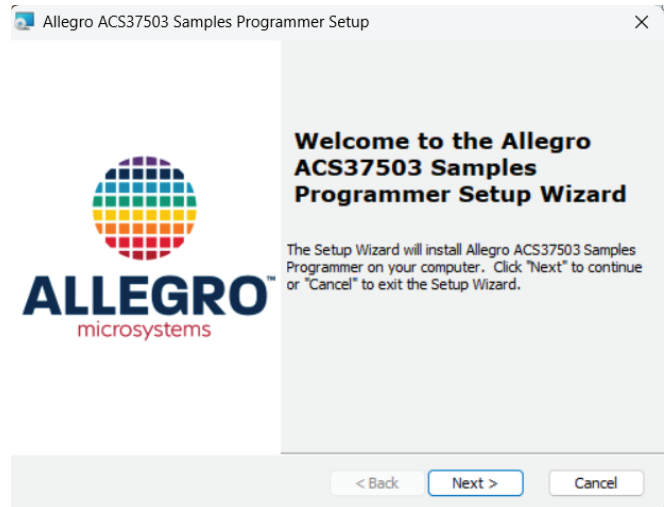 Allegro ACS37503 Samples Programmer Setup
Welcome to the Allegro
ACS37503 Samples
Programmer Setup Wizard
The Setup Wizard will install Allegro ACS37503 Samples
Programmer on your computer. Click "Next" to continue
or "Cancel" to exit the Setup Wizard.
ALLEGRO™
microsystems
< Back Next > Cancel